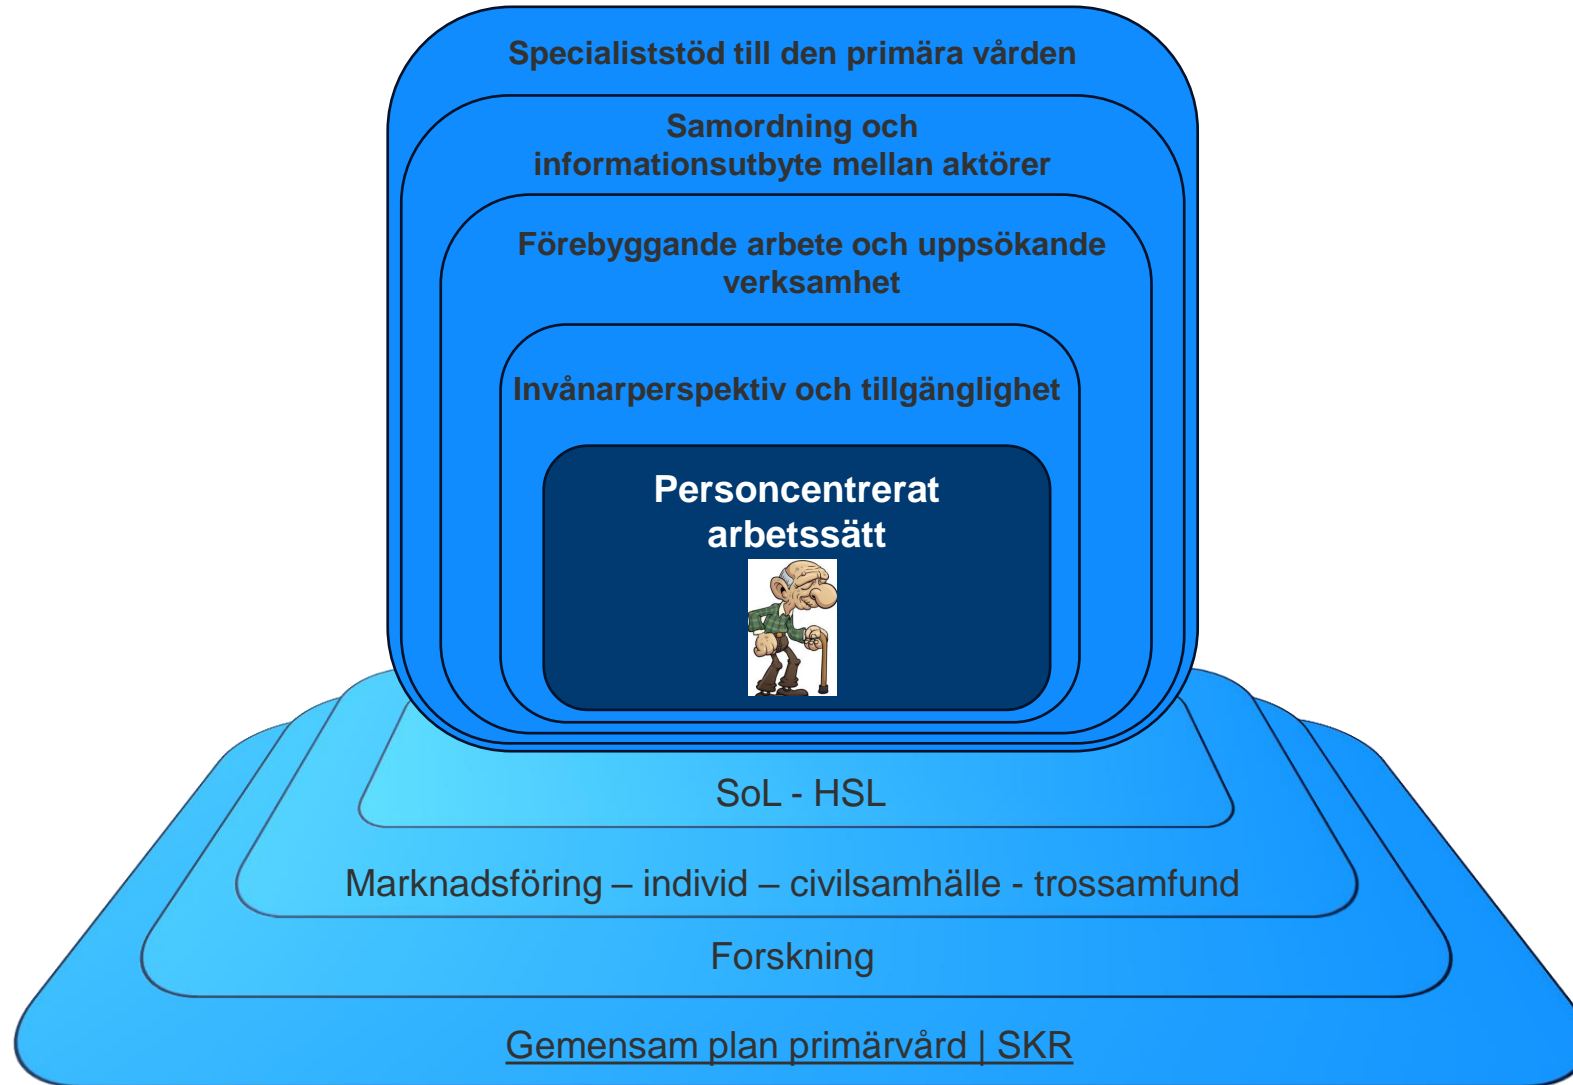 Specialiststöd till den primära vården
Samordning och
informationsutbyte mellan aktörer
Förebyggande arbete och uppsökande
verksamhet
Invånarperspektiv och tillgänglighet
Personcentrerat
arbetssätt
SoL - HSL
Marknadsföring – individ – civilsamhälle - trossamfund
Forskning
Gemensam plan primärvård | SKR